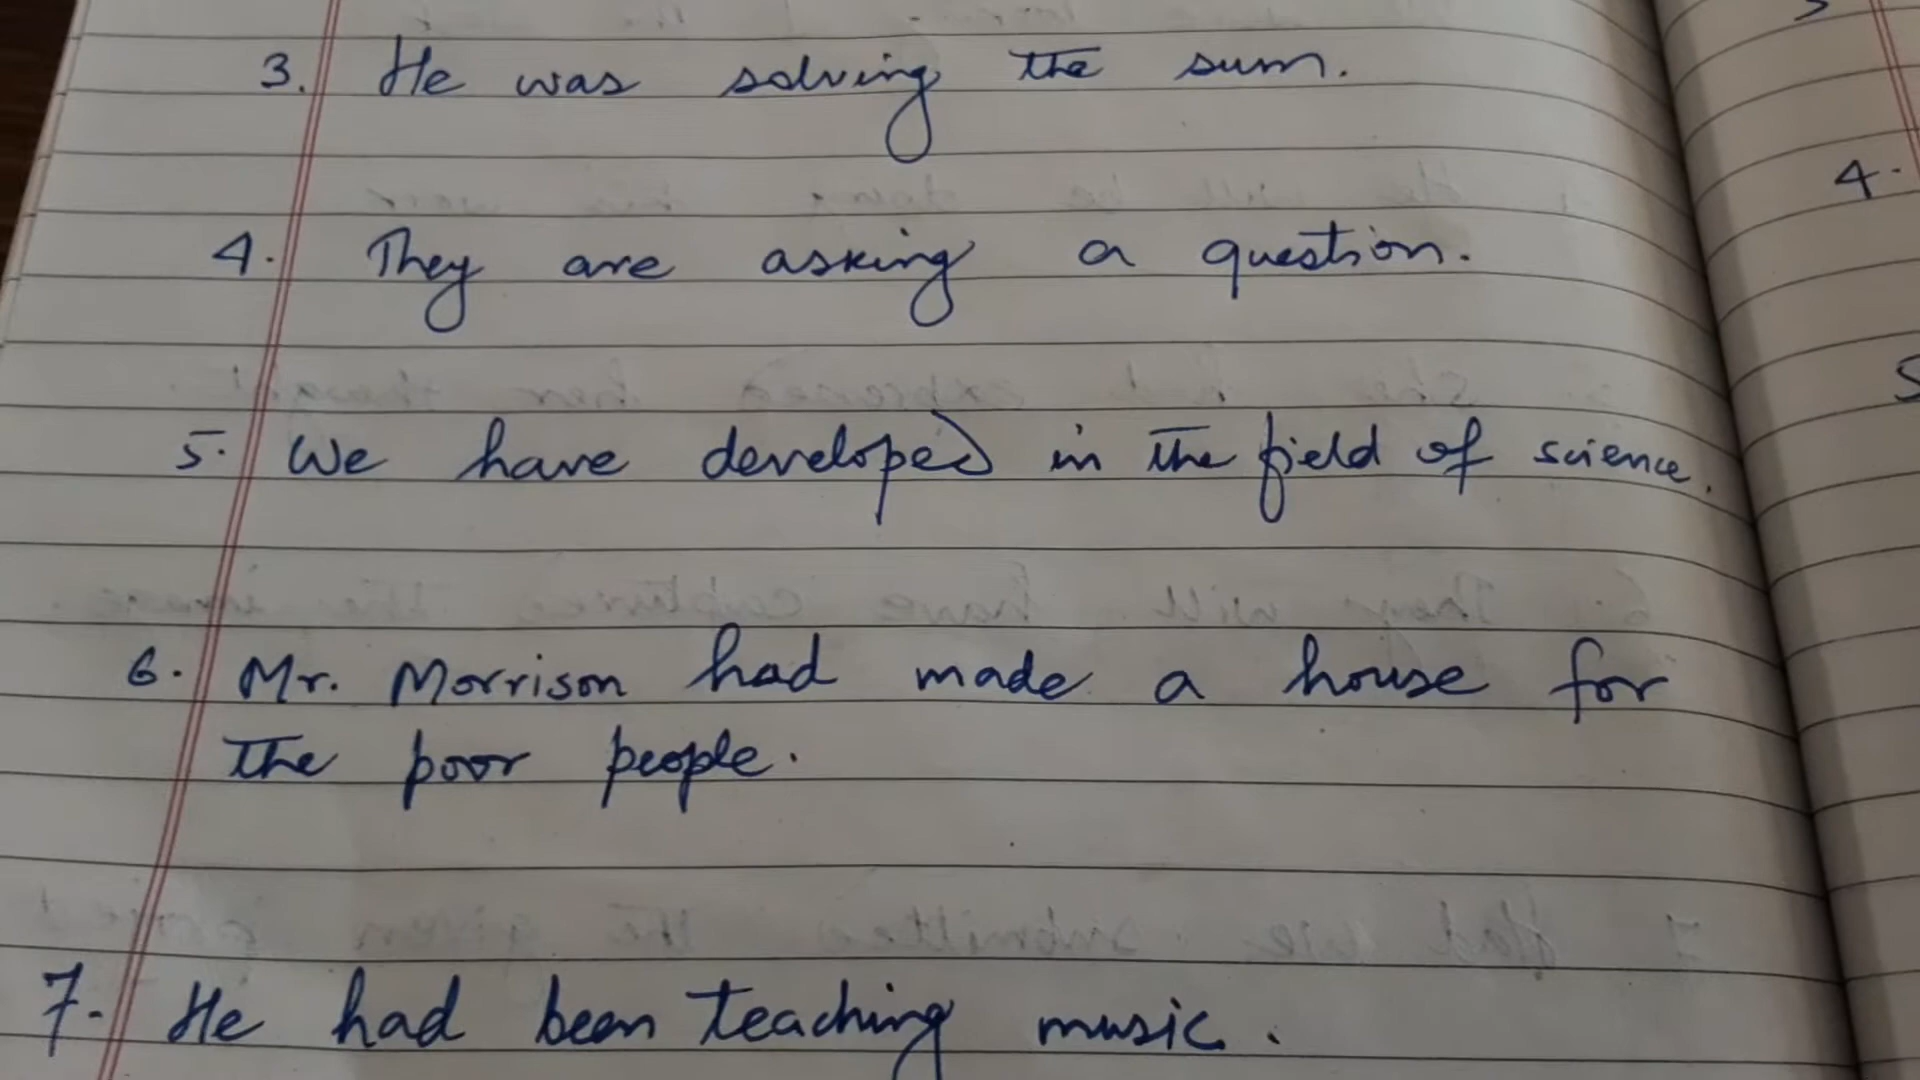 3. He was solving the sum.
4. They are asking a question.
5. We have developed in the field of science.
6. Mr. Morrison had made a house for
the poor people.
7. He had been teaching music.
4.